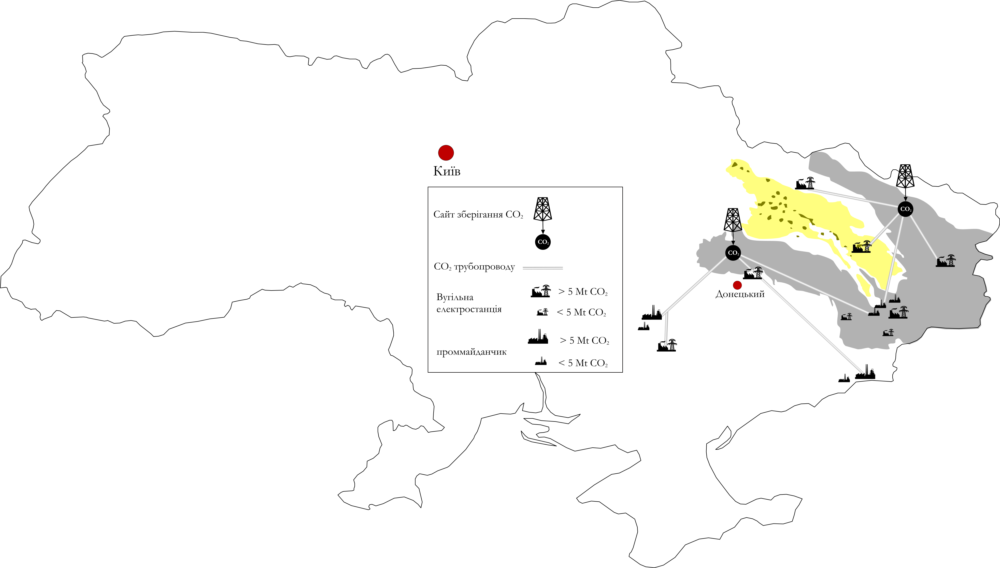 Київ
Сайт зберігання CO₂
CO₂
CO₂ трубопроводу
Вугільна
електростанція
> 5 Mt CO₂
< 5 Mt CO₂
проммайданчик
> 5 Mt CO₂
< 5 Mt CO₂
CO₂
CO₂
Донецький